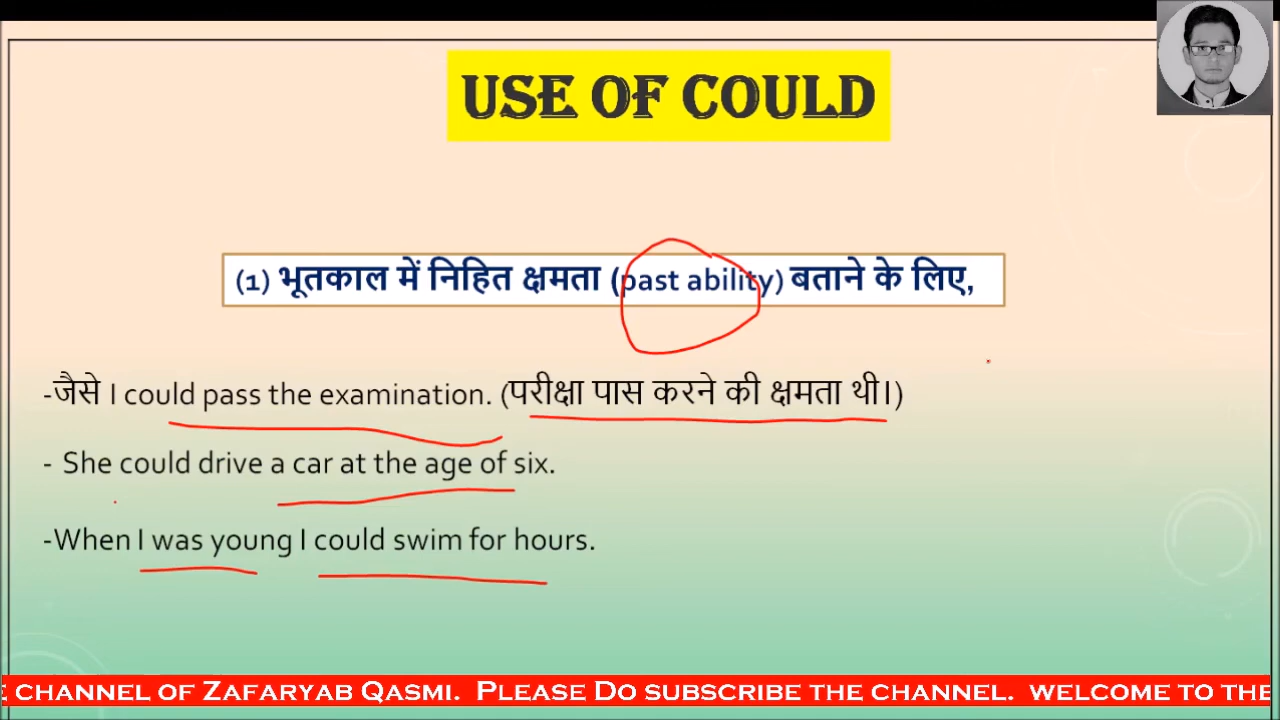 USE OF COULD
(1) भूतकाल में निहित क्षमता (past ability) बताने के लिए,
-जैसे I could pass the examination. (परीक्षा पास करने की क्षमता थी।)
- She could drive a car at the age of six.
-When I was young I could swim for hours.
E CHANNEL OF ZAFARYAB QASMI. PLEASE DO SUBSCRIBE THE CHANNEL. WELCOME TO THE